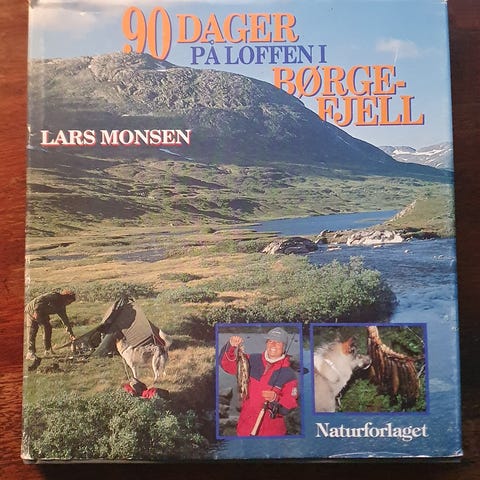 90 DAGER
PÅ LOFFEN I
BØRGE-
FJELL
LARS MONSEN
Naturforlaget